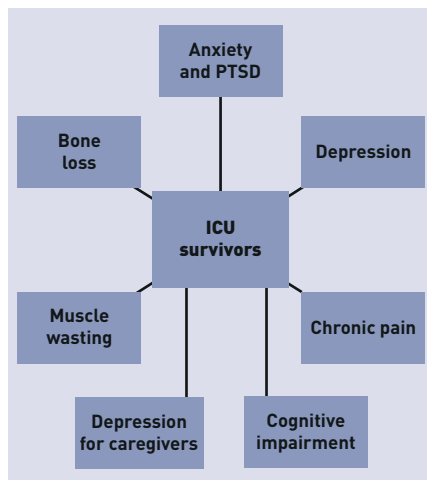 Anxiety
and PTSD
Bone
loss
Depression
ICU
survivors
Muscle
wasting
Chronic pain
Depression
for caregivers
Cognitive
impairment